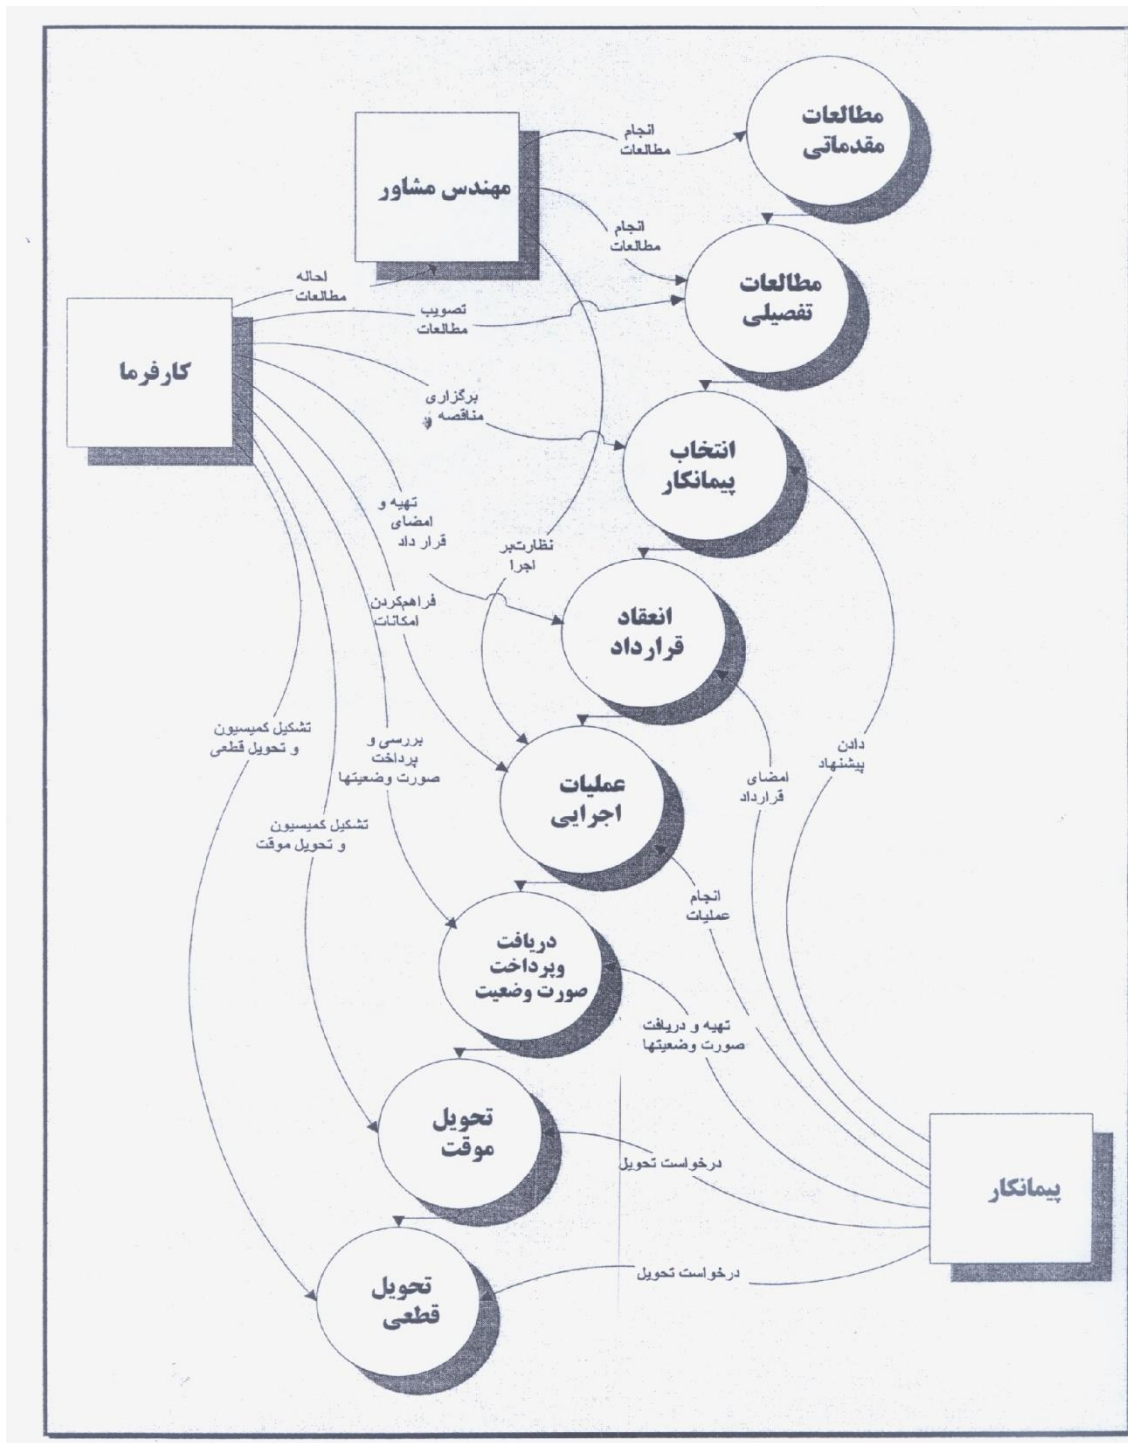 مطالعات
مقدماتی
انجام
مطالعات
مهندس مشاور
انجام
مطالعات
مطالعات
تفصیلی
احاله
مطالعات
تصویب
مطالعات
کارفرما
برگزاری
مناقصه
انتخاب
پیمانکار
تهیه و
امضای
قرار داد
نظارت‌بر
اجرا
فراهم‌کردن
امکانات
انعقاد
قرارداد
تشکیل کمیسیون
و تحویل قطعی
بررسی و
پرداخت
صورت وضعیتها
دادن
پیشنهاد
امضای
قرارداد
عملیات
اجرایی
تشکیل کمیسیون
و تحویل موقت
انجام
عملیات
دریافت
وپرداخت
صورت وضعیت
تهیه و دریافت
صورت وضعیتها
تحویل
موقت
درخواست تحویل
پیمانکار
تحویل
قطعی
درخواست تحویل